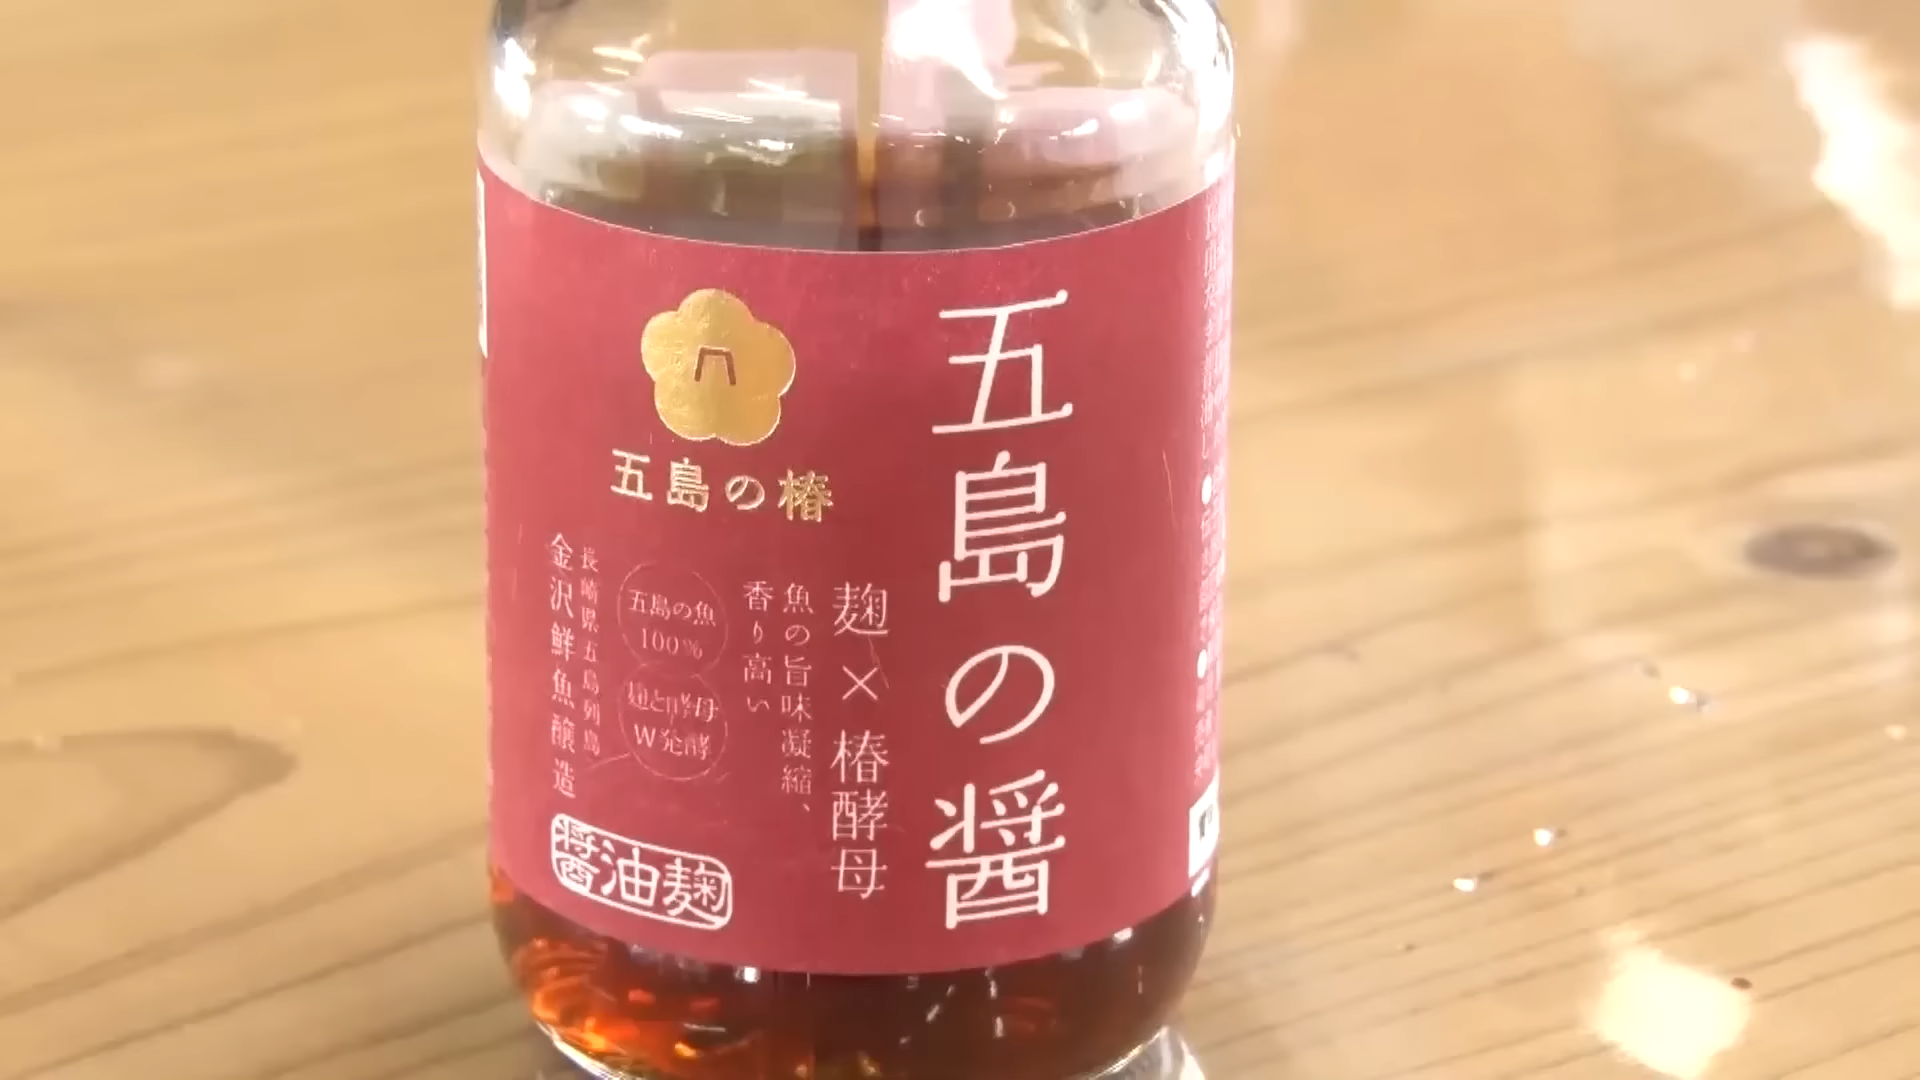 五島の醤
麹×椿酵母
魚の旨味凝縮、
香り高い
五島の椿
五島の魚
100%
麹と酵母
W発酵
長崎県五島列島
金沢鮮魚醸造
醤油麹